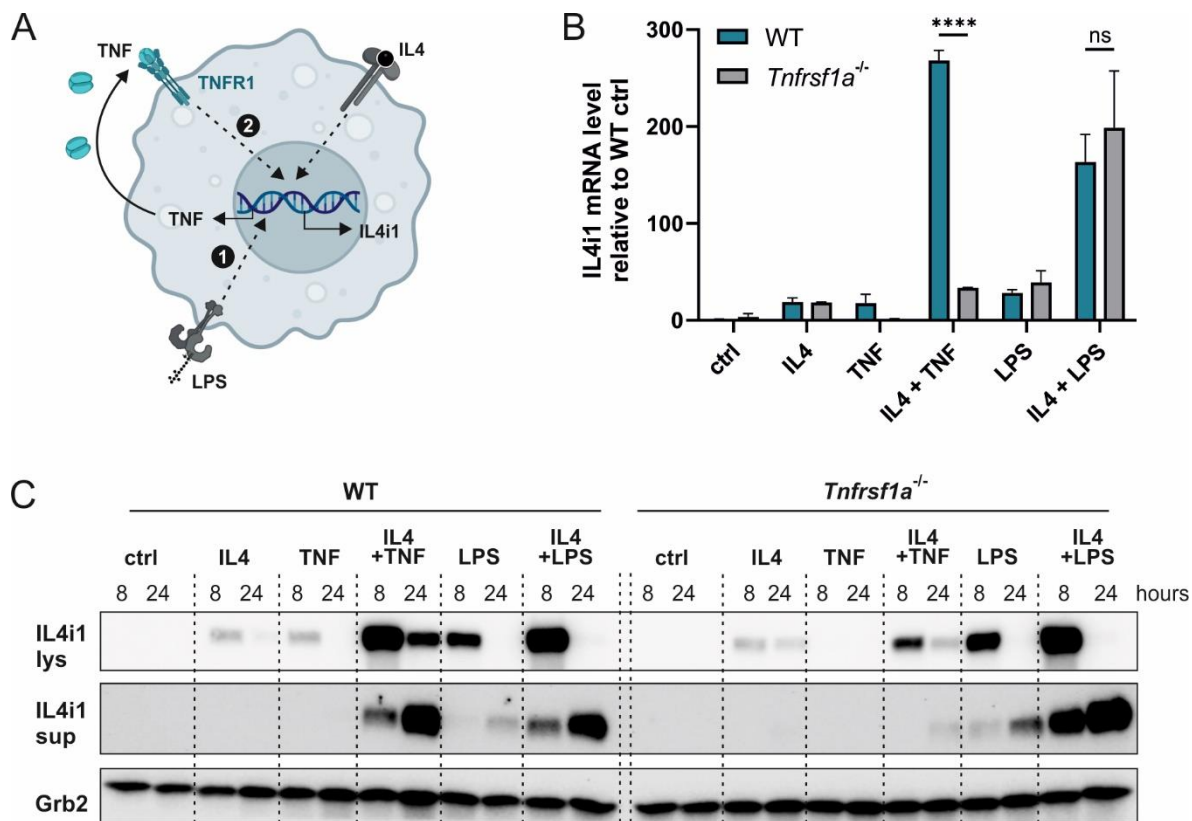 A
TNF
TNFR1
IL4
2
TNF
IL4i1
1
LPS
B
IL4i1 mRNA level
relative to WT ctrl
300
200
100
0
WT
Tnfrsf1a-/-
****
ns
ctrl
IL4
TNF
IL4 + TNF
LPS
IL4 + LPS
C
WT
Tnfrsf1a-/-
ctrl IL4 TNF IL4 +TNF LPS IL4 +LPS ctrl IL4 TNF IL4 +TNF LPS IL4 +LPS
8 24 8 24 8 24 8 24 8 24 8 24 8 24 8 24 8 24 8 24 8 24 8 24 hours
IL4i1
lys
IL4i1
sup
Grb2